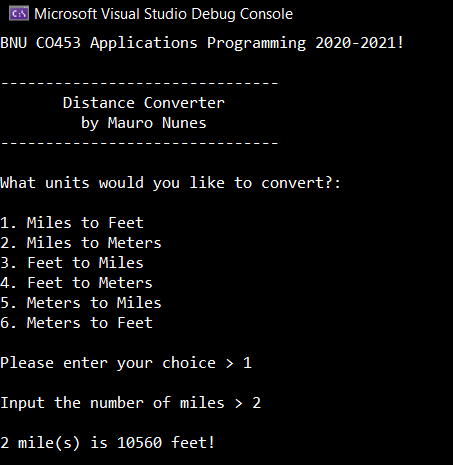 Microsoft Visual Studio Debug Console
BNU CO453 Applications Programming 2020-2021!
-------------------------------
Distance Converter
by Mauro Nunes
-------------------------------
What units would you like to convert?:
1. Miles to Feet
2. Miles to Meters
3. Feet to Miles
4. Feet to Meters
5. Meters to Miles
6. Meters to Feet
Please enter your choice > 1
Input the number of miles > 2
2 mile(s) is 10560 feet!